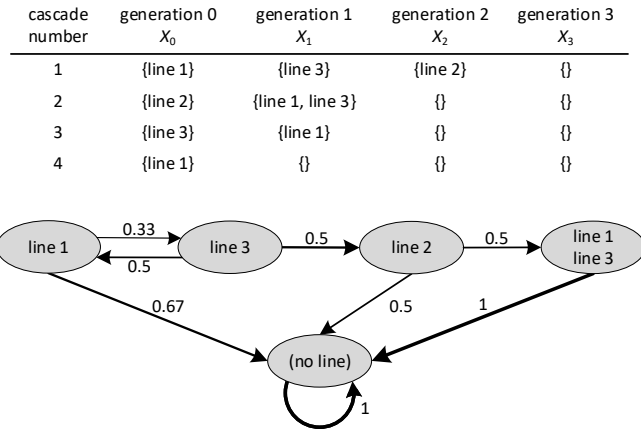 cascade number generation 0 X0 generation 1 X1 generation 2 X2 generation 3 X3
1 {line 1} {line 3} {line 2} {}
2 {line 2} {line 1, line 3} {} {}
3 {line 3} {line 1} {} {}
4 {line 1} {} {} {}
line 1
0.33
0.5
line 3
0.5
line 2
0.5
line 1
line 3
0.67
0.5
1
(no line)
1